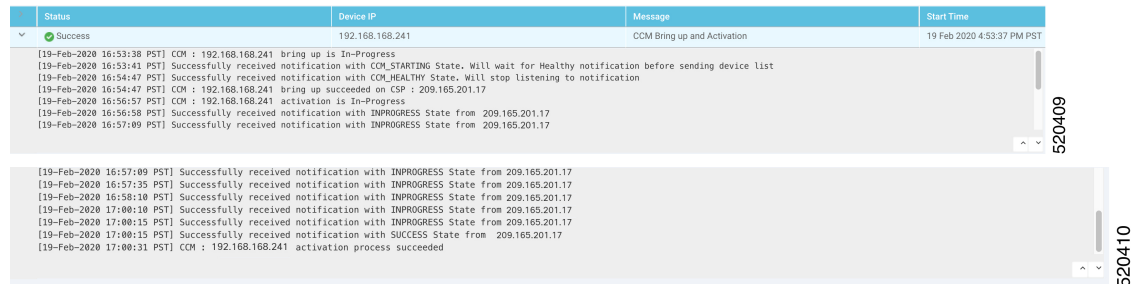 Status Device IP Message Start Time
Success 192.168.168.241 CCM Bring up and Activation 19 Feb 2020 4:53:37 PM PST
[19-Feb-2020 16:53:38 PST] CCM : 192.168.168.241 bring up is In-Progress
[19-Feb-2020 16:53:41 PST] Successfully received notification with CCM_STARTING State. Will wait for Healthy notification before sending device list
[19-Feb-2020 16:54:47 PST] Successfully received notification with CCM_HEALTHY State. Will stop listening to notification
[19-Feb-2020 16:54:47 PST] CCM : 192.168.168.241 bring up succeeded on CSP : 209.165.201.17
[19-Feb-2020 16:56:57 PST] CCM : 192.168.168.241 activation is In-Progress
[19-Feb-2020 16:56:58 PST] Successfully received notification with INPROGRESS State from 209.165.201.17
[19-Feb-2020 16:57:09 PST] Successfully received notification with INPROGRESS State from 209.165.201.17
520409
[19-Feb-2020 16:57:09 PST] Successfully received notification with INPROGRESS State from 209.165.201.17
[19-Feb-2020 16:57:35 PST] Successfully received notification with INPROGRESS State from 209.165.201.17
[19-Feb-2020 16:58:10 PST] Successfully received notification with INPROGRESS State from 209.165.201.17
[19-Feb-2020 17:00:10 PST] Successfully received notification with INPROGRESS State from 209.165.201.17
[19-Feb-2020 17:00:15 PST] Successfully received notification with INPROGRESS State from 209.165.201.17
[19-Feb-2020 17:00:15 PST] Successfully received notification with SUCCESS State from 209.165.201.17
[19-Feb-2020 17:00:31 PST] CCM : 192.168.168.241 activation process succeeded
520410